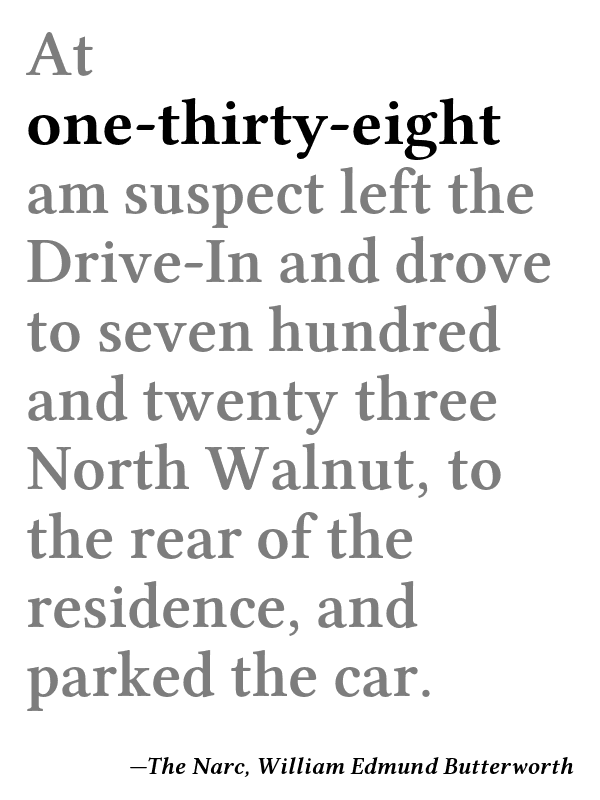 At
one-thirty-eight
am suspect left the
Drive-In and drove
to seven hundred
and twenty three
North Walnut, to
the rear of the
residence, and
parked the car.
—The Narc, William Edmund Butterworth